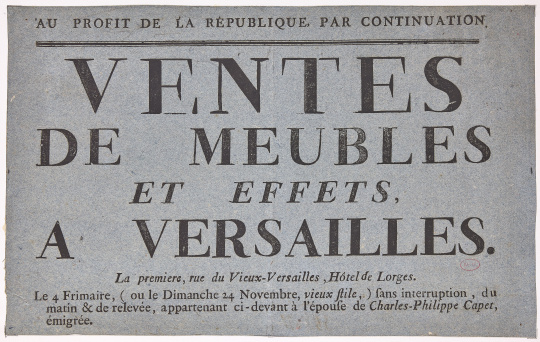 AU PROFIT DE LA RÉPUBLIQUE, PAR CONTINUATION,
VENTES
DE MEUBLES
ET EFFETS,
A VERSAILLES.
La premiere, rue du Vieux-Versailles, Hôtel de Lorges.
Le 4 Frimaire, ( ou le Dimanche 24 Novembre, vieux ſtile, ) sans interruption, du
matin & de relevée, appartenant ci-devant à l'épouse de Charles-Philippe Capet,
émigrée.